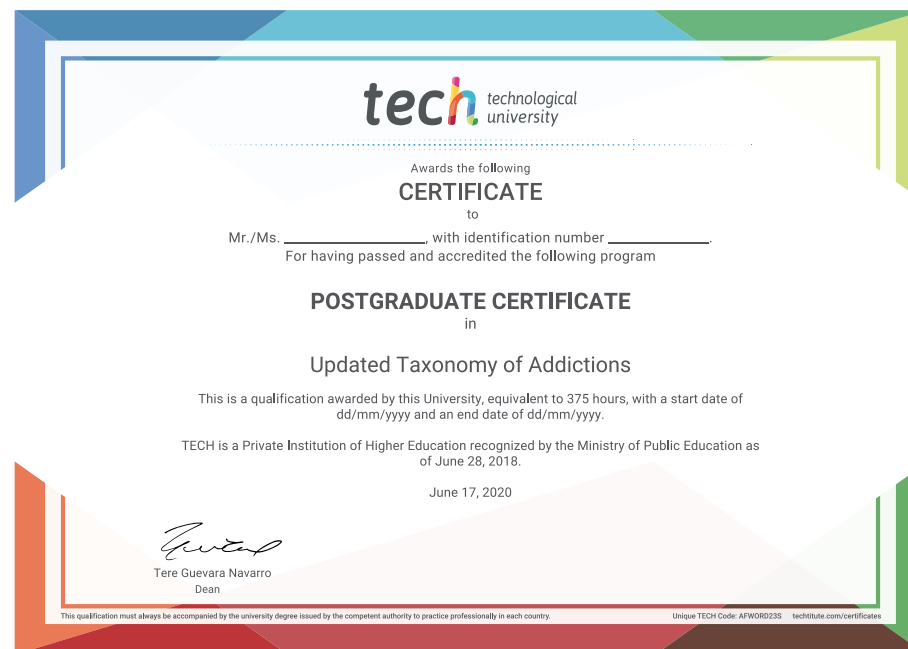 tech technological
university
Awards the following
CERTIFICATE
to
Mr./Ms. ____________________, with identification number ______________.
For having passed and accredited the following program
POSTGRADUATE CERTIFICATE
in
Updated Taxonomy of Addictions
This is a qualification awarded by this University, equivalent to 375 hours, with a start date of
dd/mm/yyyy and an end date of dd/mm/yyyy.
TECH is a Private Institution of Higher Education recognized by the Ministry of Public Education as
of June 28, 2018.
June 17, 2020
Tere Guevara Navarro
Dean
This qualification must always be accompanied by the university degree issued by the competent authority to practice professionally in each country. Unique TECH Code: AFWORD23S techtitute.com/certificates